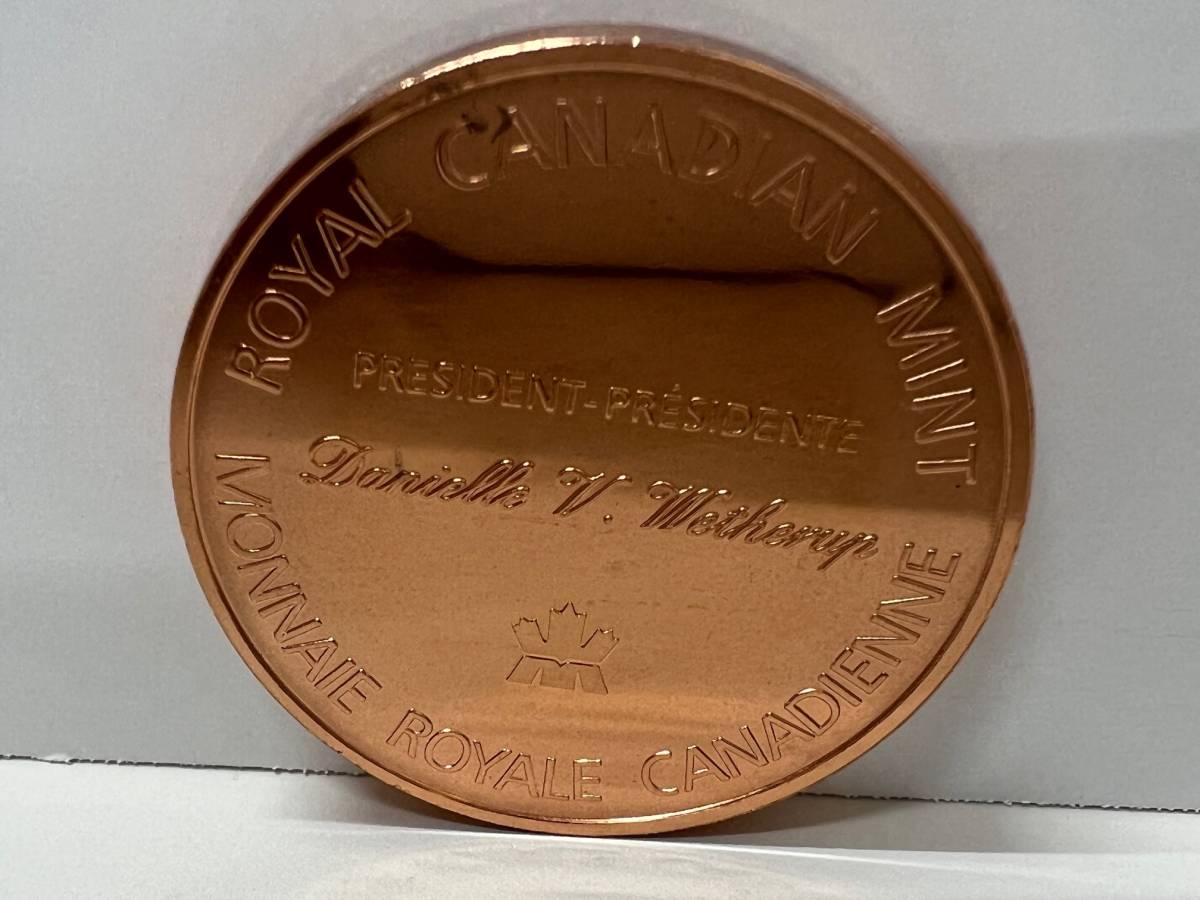 ROYAL CANADIAN MINT
PRESIDENT-PRÉSIDENTE
Danielle V. Wetherup
MONNAIE ROYALE CANADIENNE